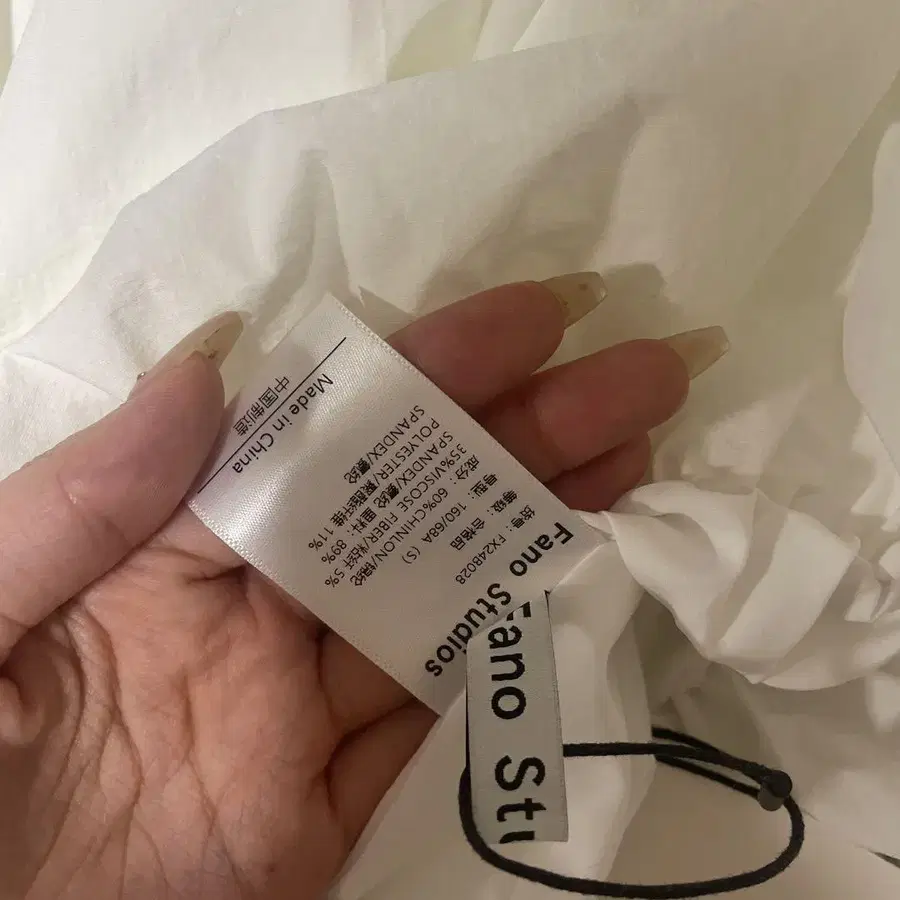 Fano Studios
货号: FX24B028
等级: 合格品
号型: 160/68A (S)
成分: 60%CHINLON/锦纶
35%VISCOSE FIBER/粘纤 5%
SPANDEX/氨纶 里料: 89%
POLYESTER/聚酯纤维 11%
SPANDEX/氨纶
Made in China
中国制造
Fano Stu